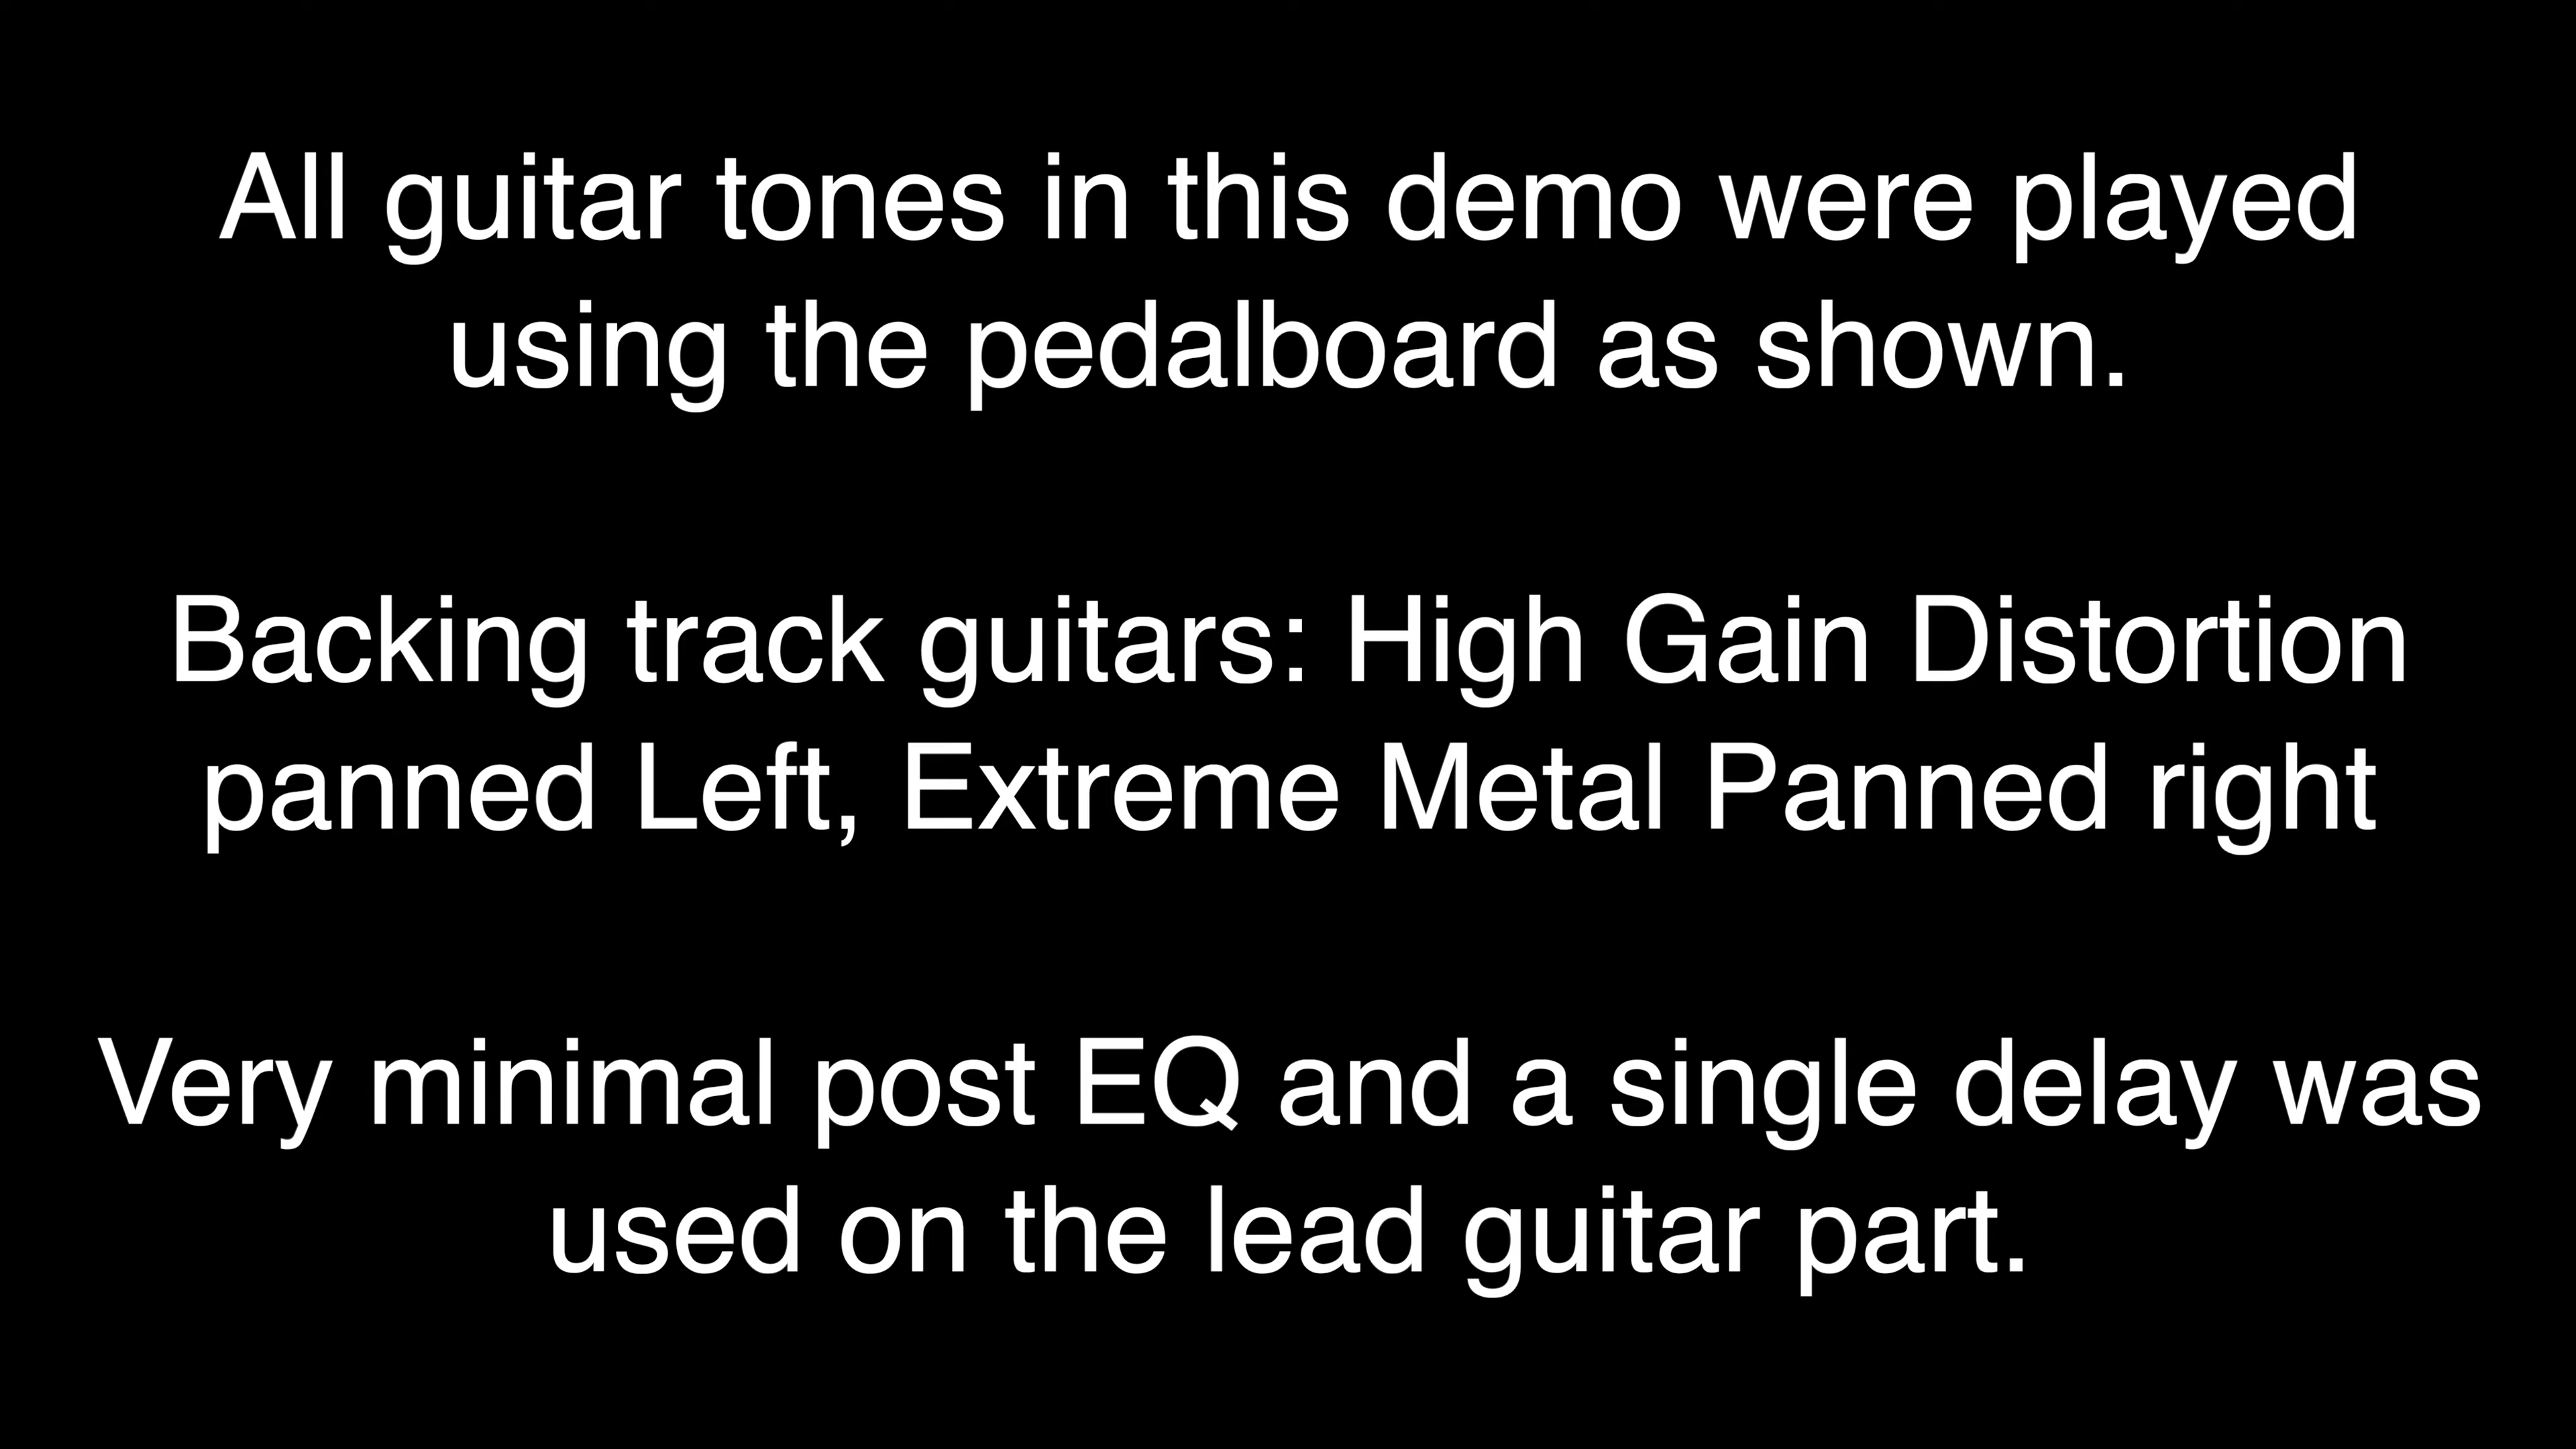 All guitar tones in this demo were played
using the pedalboard as shown.
Backing track guitars: High Gain Distortion
panned Left, Extreme Metal Panned right
Very minimal post EQ and a single delay was
used on the lead guitar part.